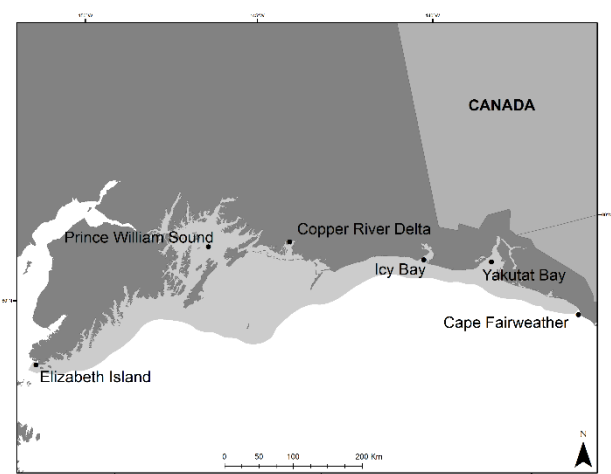 CANADA
Copper River Delta
Prince William Sound
Icy Bay
Yakutat Bay
Cape Fairweather
Elizabeth Island
N
0 50 100 200 Km